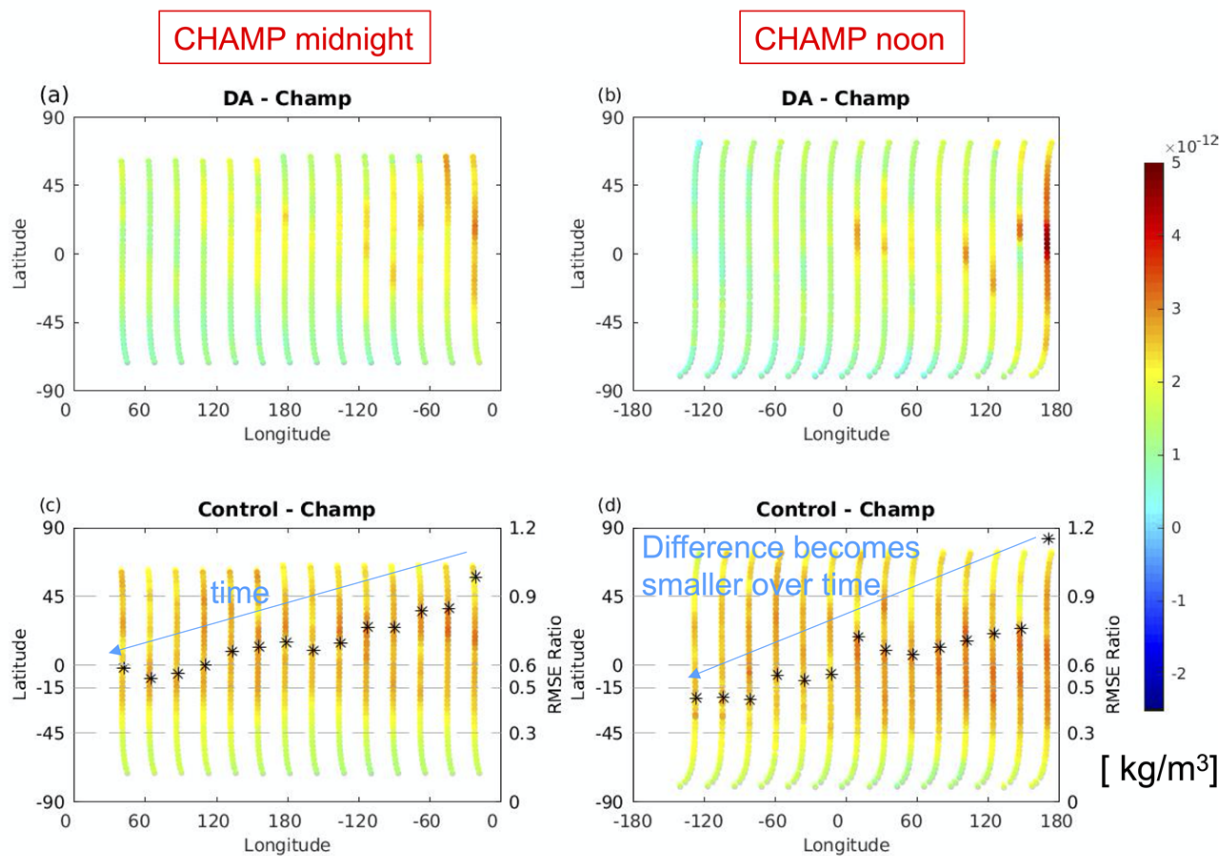 CHAMP midnight
CHAMP noon
(a)
DA - Champ
90
45
0
-45
-90
Latitude
0
60
120
180
-120
-60
0
Longitude
(b)
DA - Champ
90
45
0
-45
-90
Latitude
-180
-120
-60
0
60
120
180
Longitude
×10⁻¹²
5
4
3
2
1
0
-1
-2
[ kg/m³]
(c)
Control - Champ
90
45
0
-15
-45
-90
Latitude
time
1.2
0.9
0.6
0.5
0.3
0
RMSE Ratio
0
60
120
180
-120
-60
0
Longitude
(d)
Control - Champ
90
45
0
-15
-45
-90
Latitude
Difference becomes
smaller over time
1.2
0.9
0.6
0.5
0.3
0
RMSE Ratio
-180
-120
-60
0
60
120
180
Longitude